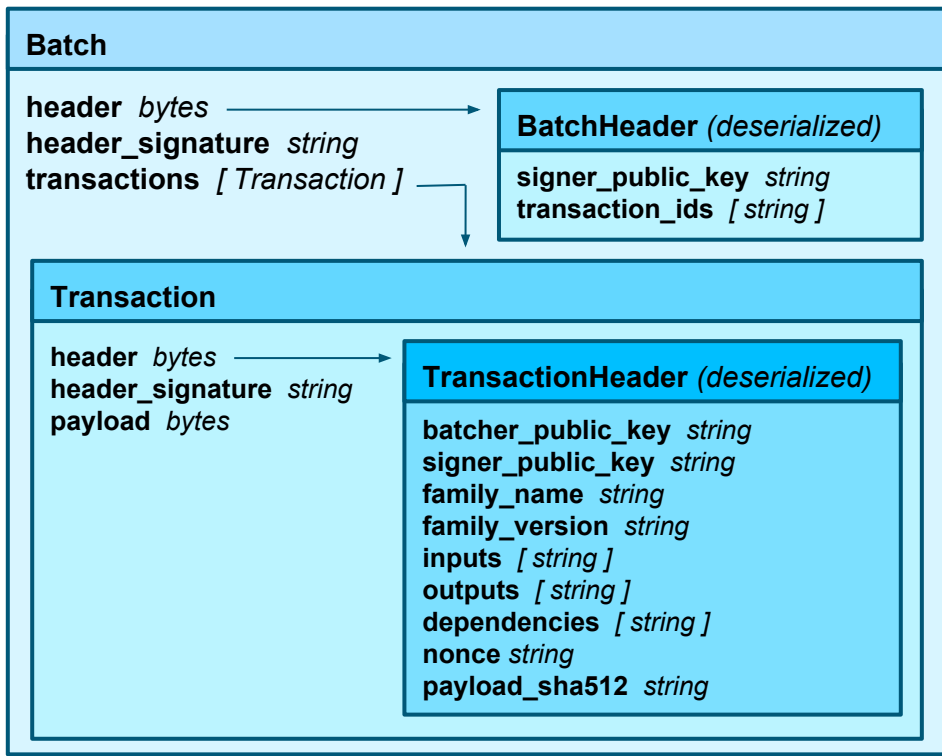 Batch
header bytes
header_signature string
transactions [ Transaction ]
BatchHeader (deserialized)
signer_public_key string
transaction_ids [ string ]
Transaction
header bytes
header_signature string
payload bytes
TransactionHeader (deserialized)
batcher_public_key string
signer_public_key string
family_name string
family_version string
inputs [ string ]
outputs [ string ]
dependencies [ string ]
nonce string
payload_sha512 string